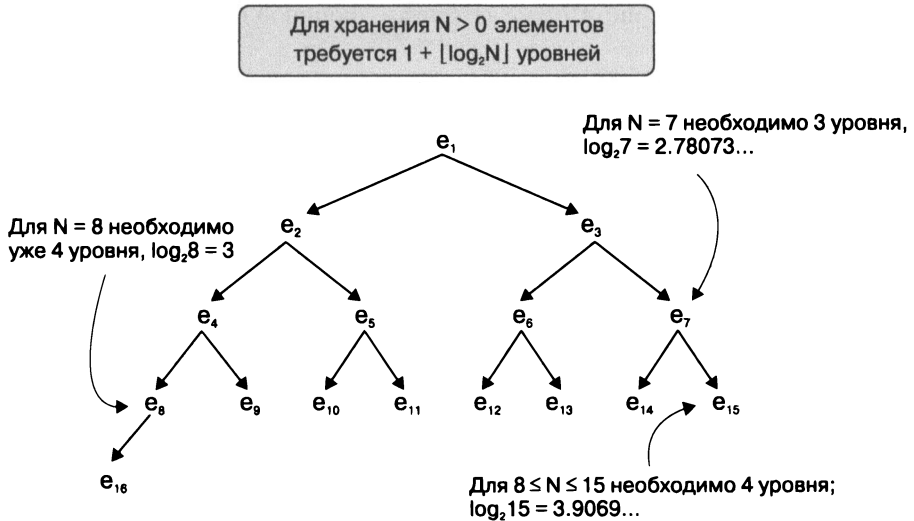 Для хранения N > 0 элементов
требуется 1 + ⌊log₂N⌋ уровней
Для N = 7 необходимо 3 уровня,
log₂7 = 2.78073...
e₁
Для N = 8 необходимо
уже 4 уровня, log₂8 = 3
e₂ e₃
e₄ e₅ e₆ e₇
e₈ e₉ e₁₀ e₁₁ e₁₂ e₁₃ e₁₄ e₁₅
e₁₆
Для 8 ≤ N ≤ 15 необходимо 4 уровня;
log₂15 = 3.9069...